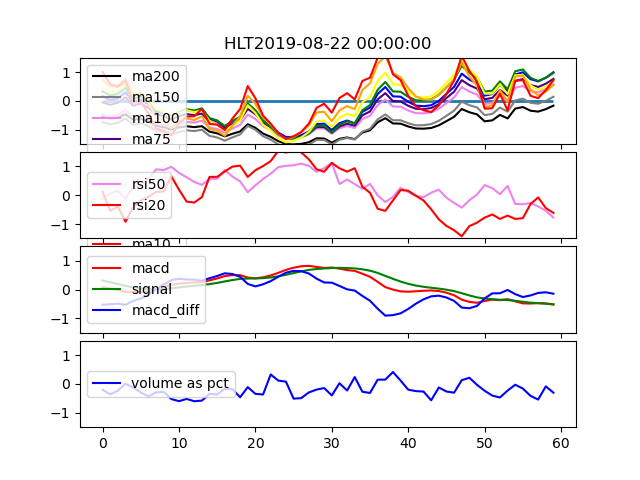 HLT2019-08-22 00:00:00
1
0
−1
ma200
ma150
ma100
ma75
1
0
−1
rsi50
rsi20
ma10
1
0
−1
macd
signal
macd_diff
1
0
−1
volume as pct
0 10 20 30 40 50 60